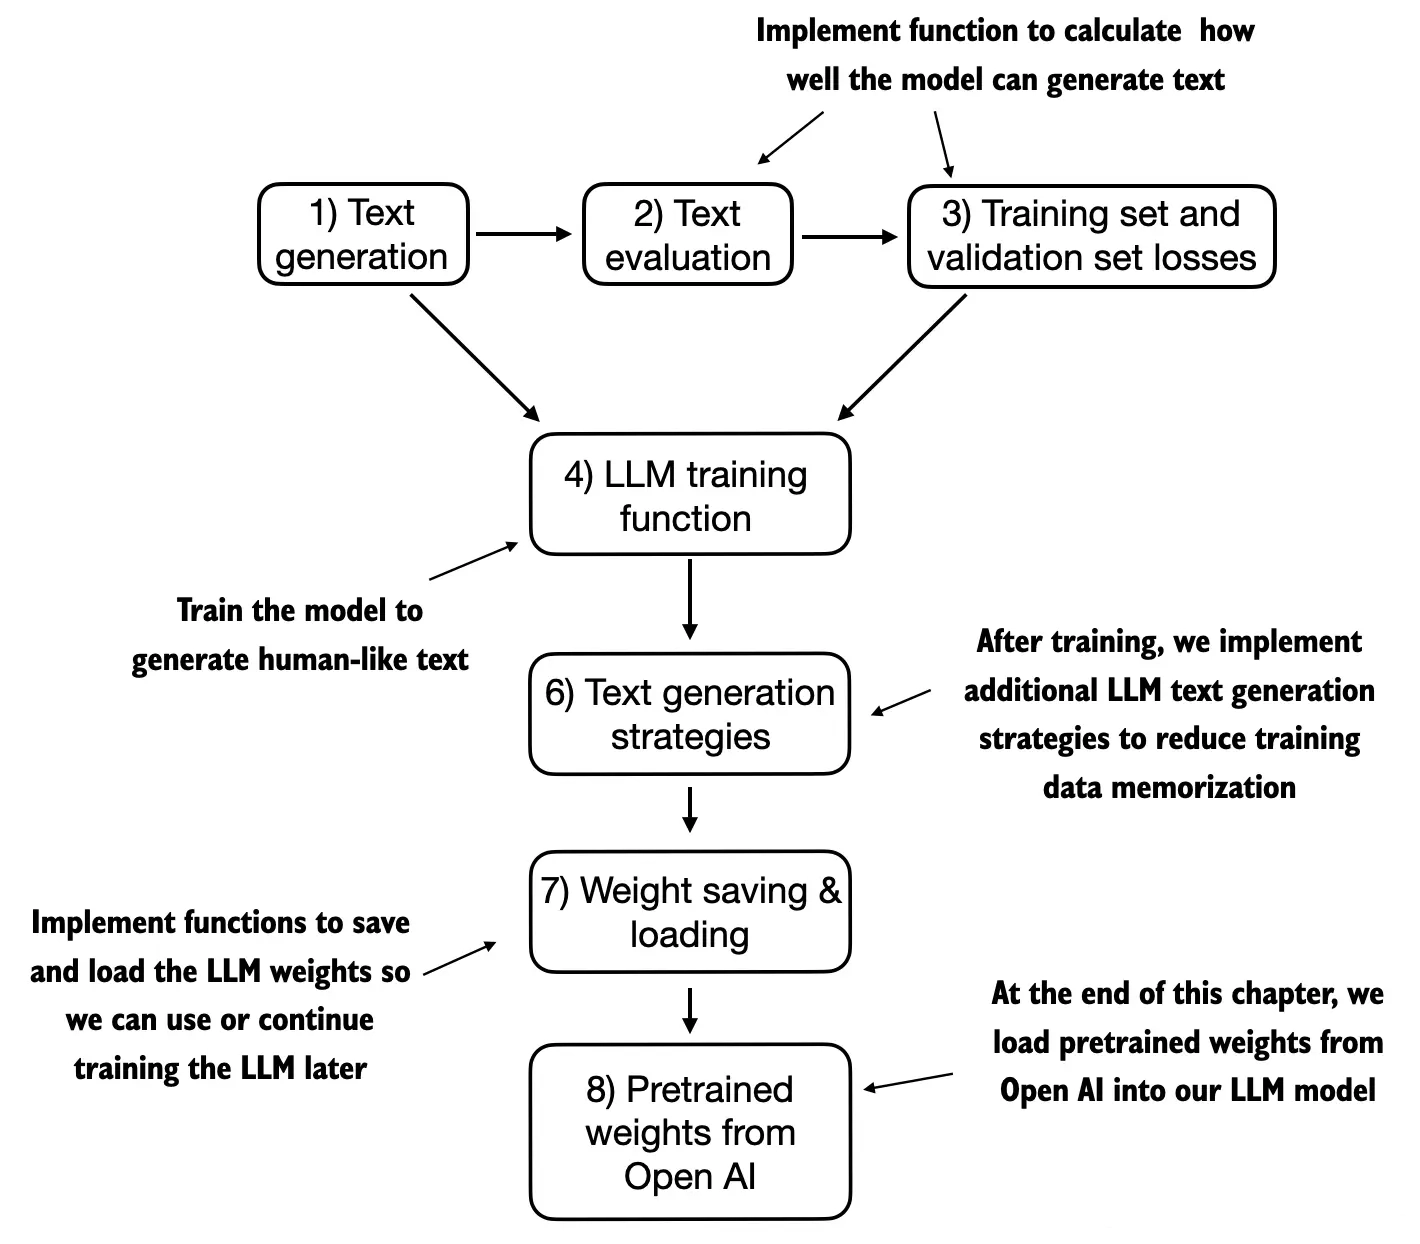 Implement function to calculate how
well the model can generate text
1) Text
generation
2) Text
evaluation
3) Training set and
validation set losses
4) LLM training
function
Train the model to
generate human-like text
6) Text generation
strategies
After training, we implement
additional LLM text generation
strategies to reduce training
data memorization
7) Weight saving &
loading
Implement functions to save
and load the LLM weights so
we can use or continue
training the LLM later
8) Pretrained
weights from
Open AI
At the end of this chapter, we
load pretrained weights from
Open AI into our LLM model